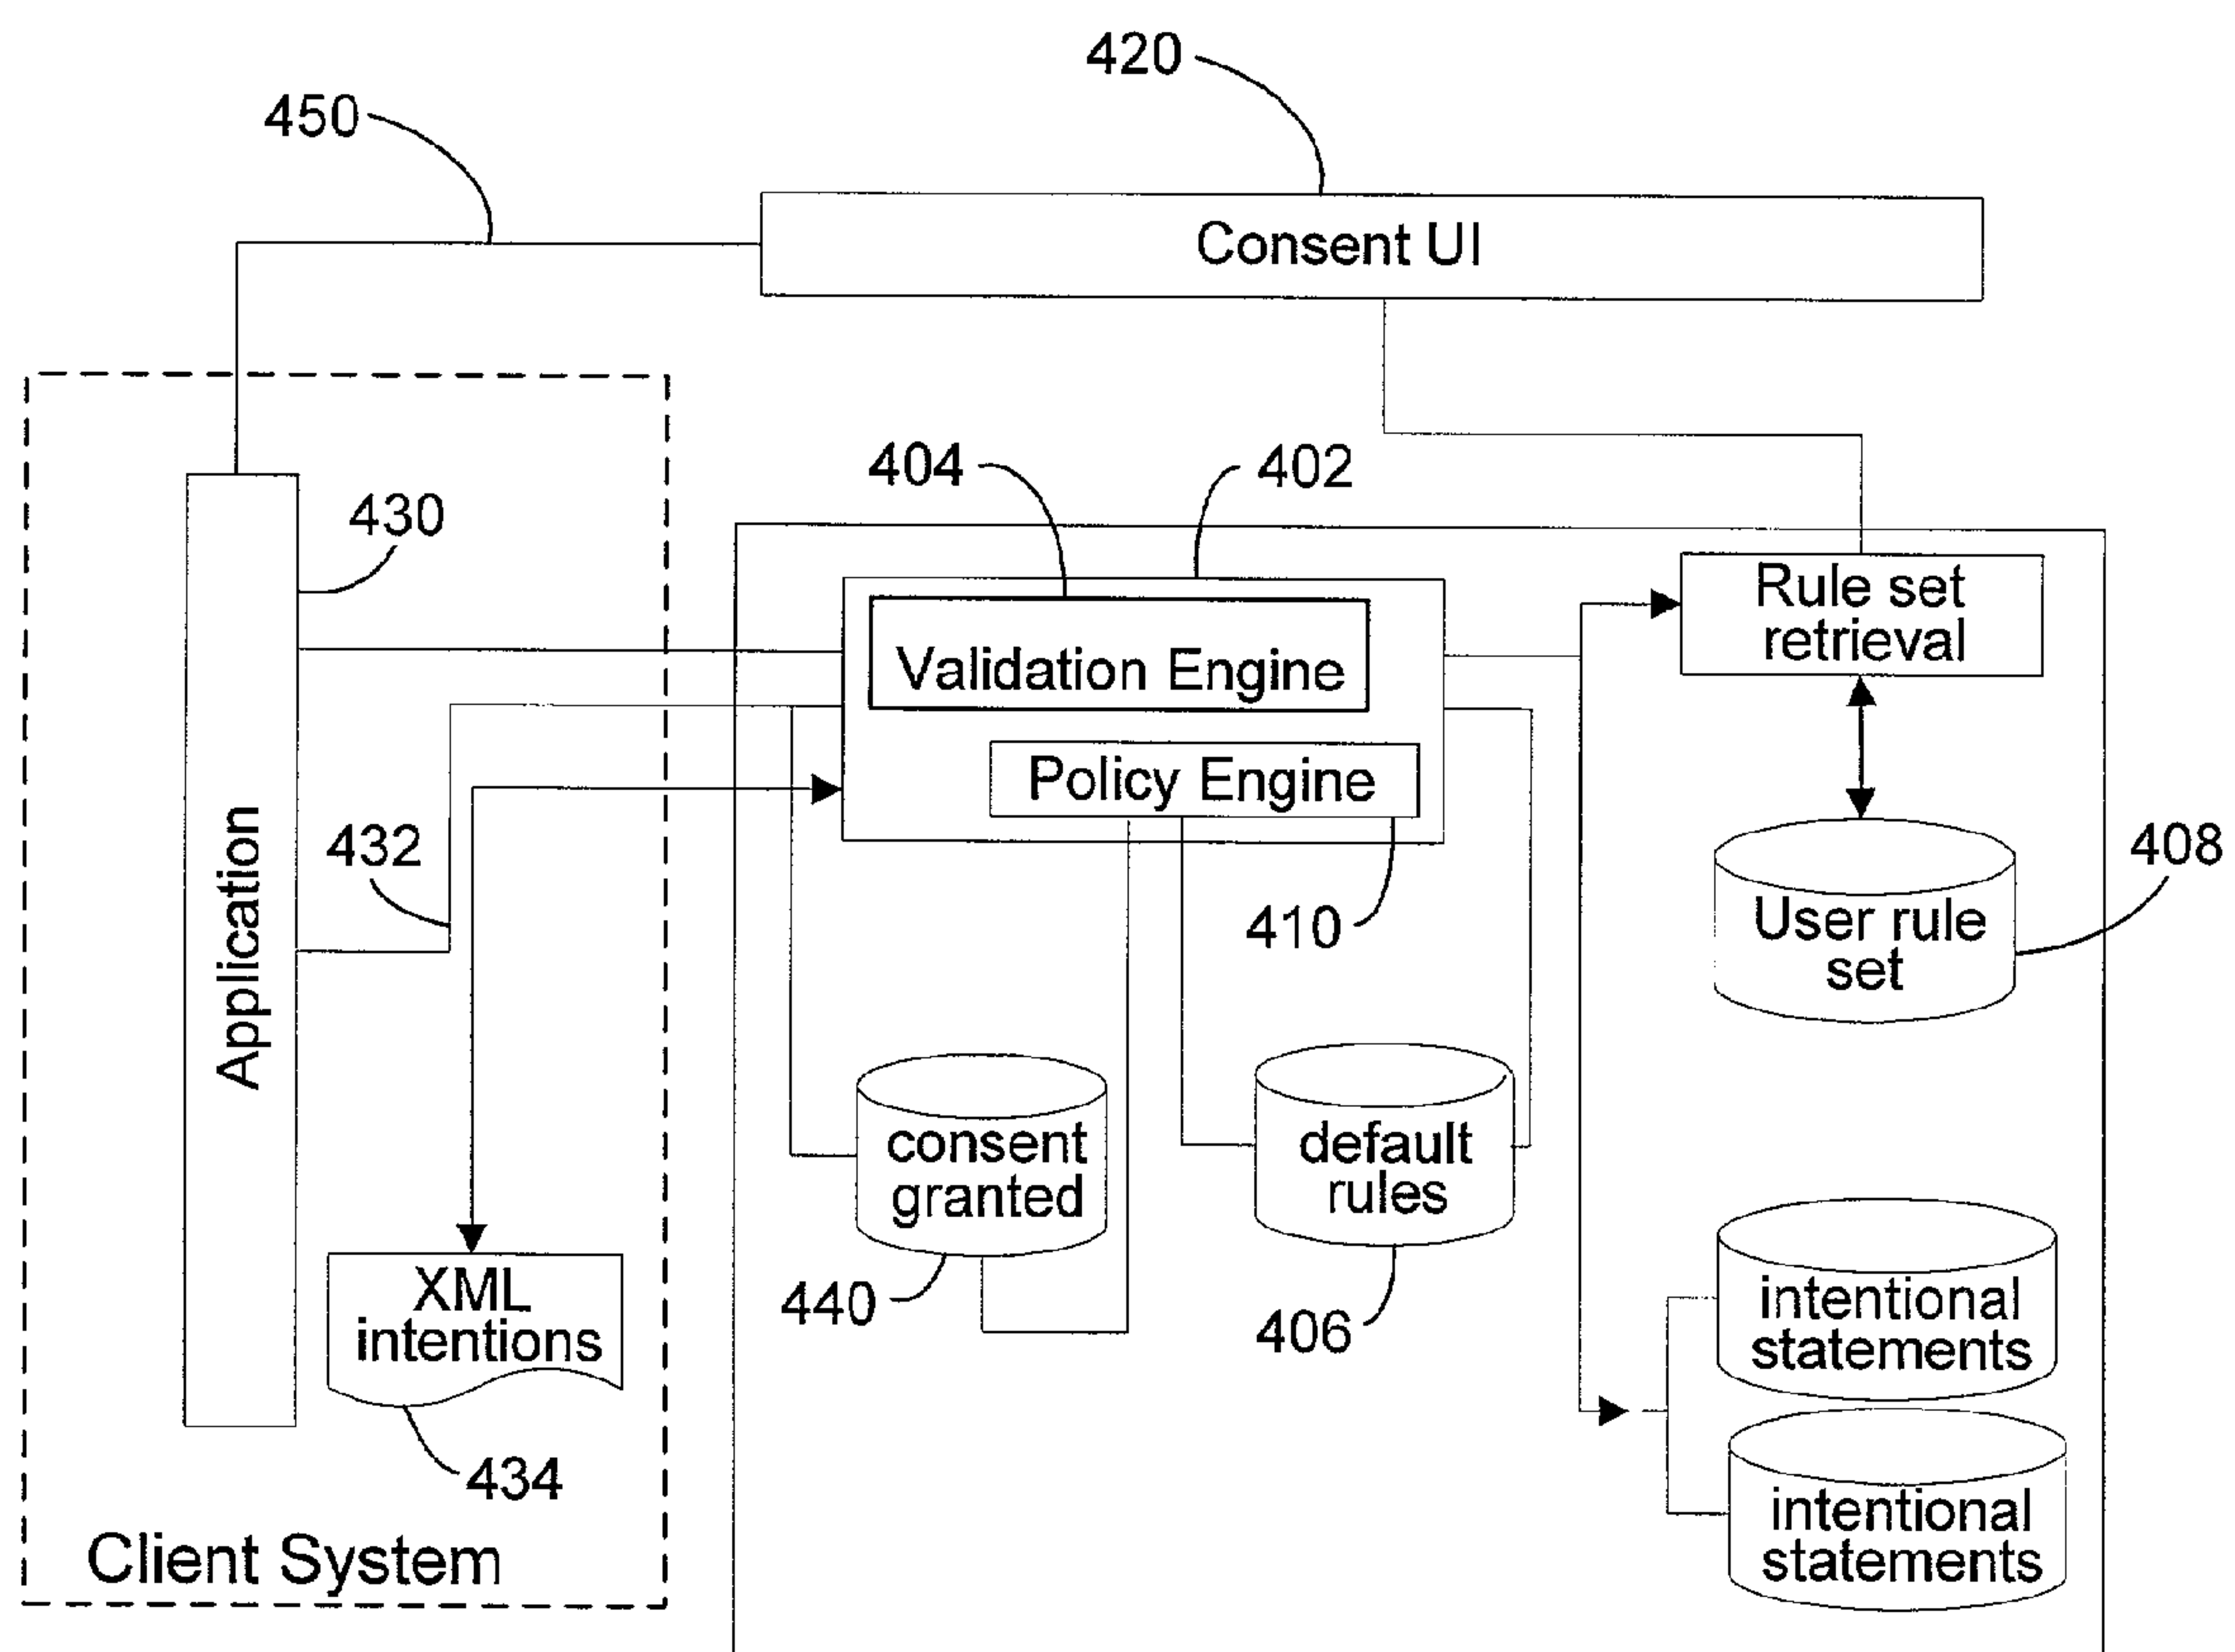 420
450
Consent UI
404
402
430
Rule set
retrieval
Validation Engine
Policy Engine
432
408
410
User rule
set
Application
consent
granted
default
rules
440
406
XML
intentions
intentional
statements
434
intentional
statements
Client System